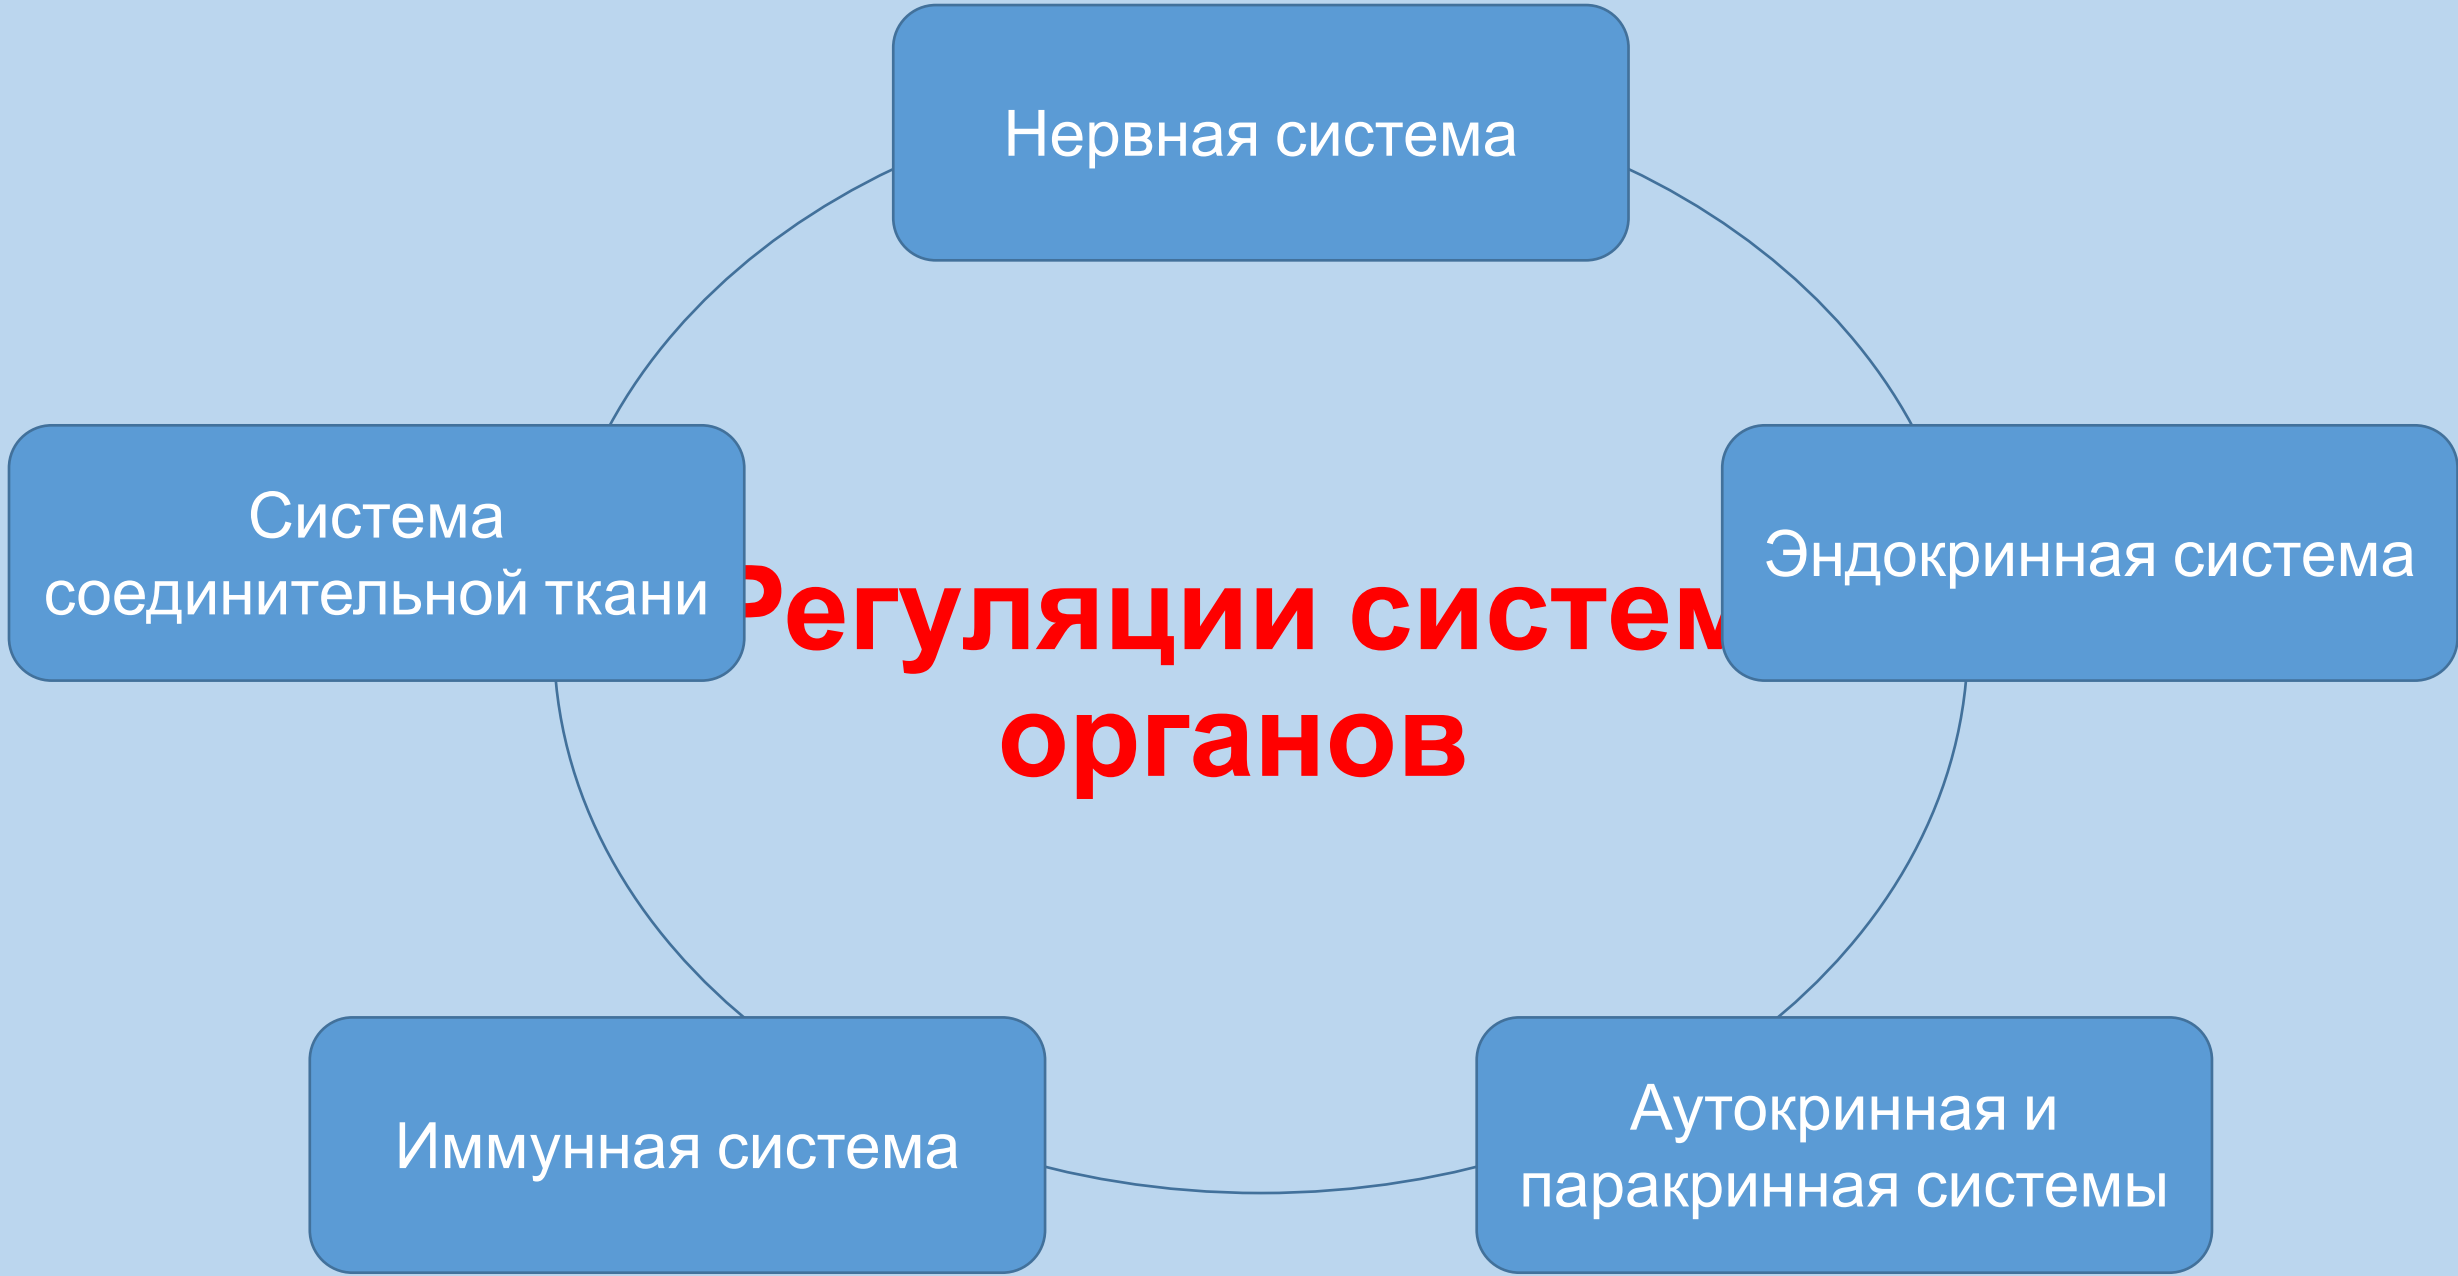 Нервная система
Система
соединительной ткани
Эндокринная система
Регуляции систем
органов
Иммунная система
Аутокринная и
паракринная системы